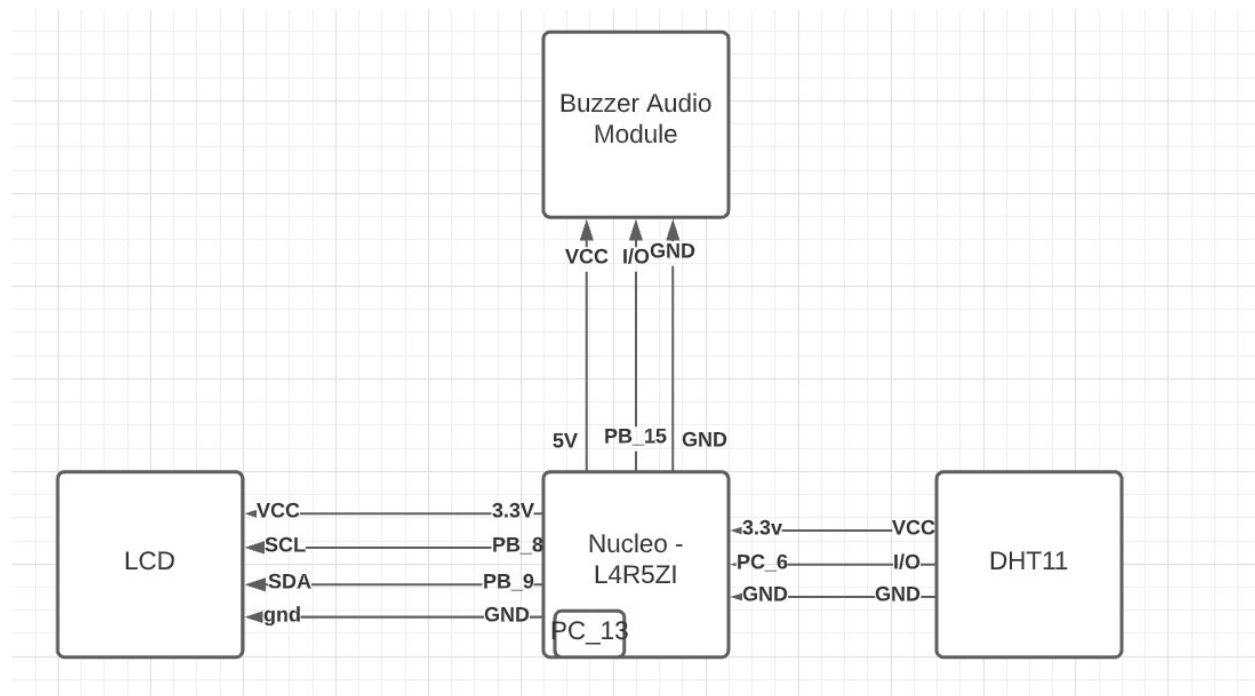 Buzzer Audio
Module
VCC I/O GND
5V PB_15 GND
LCD
VCC 3.3V
SCL PB_8
SDA PB_9
gnd GND
Nucleo -
L4R5ZI
PC_13
3.3v VCC
PC_6 I/O
GND GND
DHT11